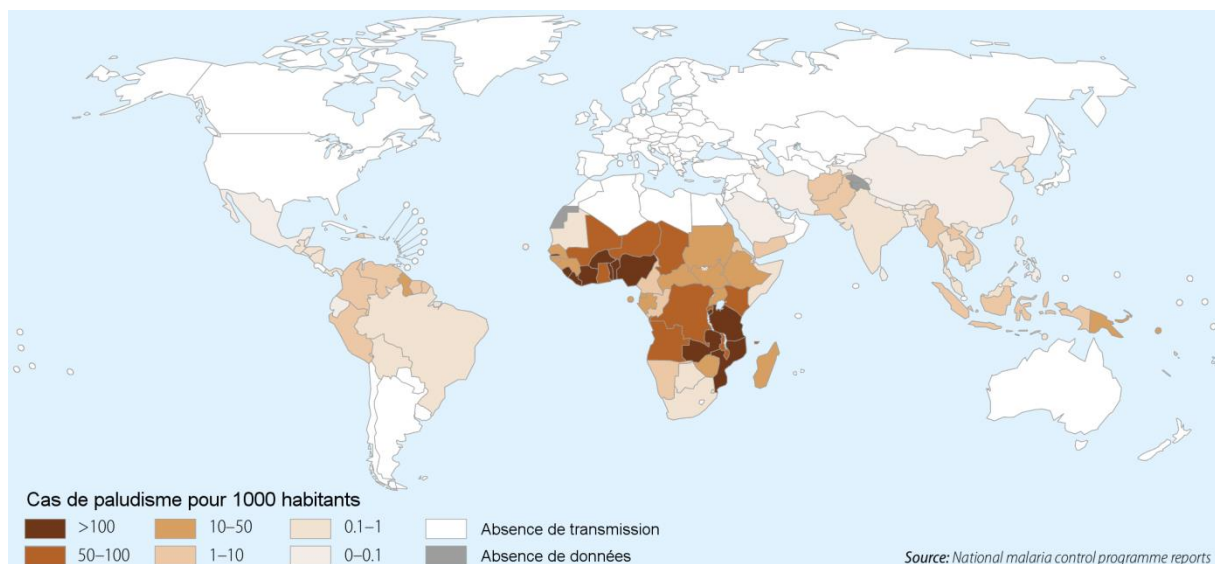 Cas de paludisme pour 1000 habitants
>100 10–50 0.1–1 Absence de transmission
50–100 1–10 0–0.1 Absence de données
Source: National malaria control programme reports